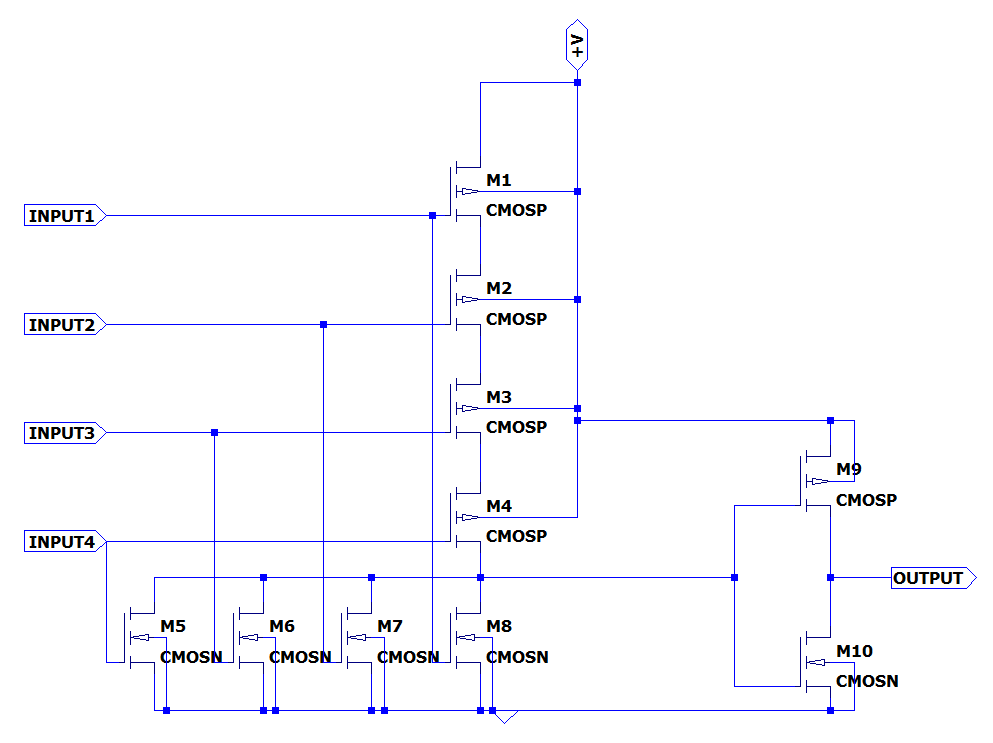 +V
M1
CMOSP
INPUT1
M2
CMOSP
INPUT2
M3
CMOSP
INPUT3
M9
CMOSP
M4
CMOSP
INPUT4
OUTPUT
M5
CMOSN
M6
CMOSN
M7
CMOSN
M8
CMOSN
M10
CMOSN